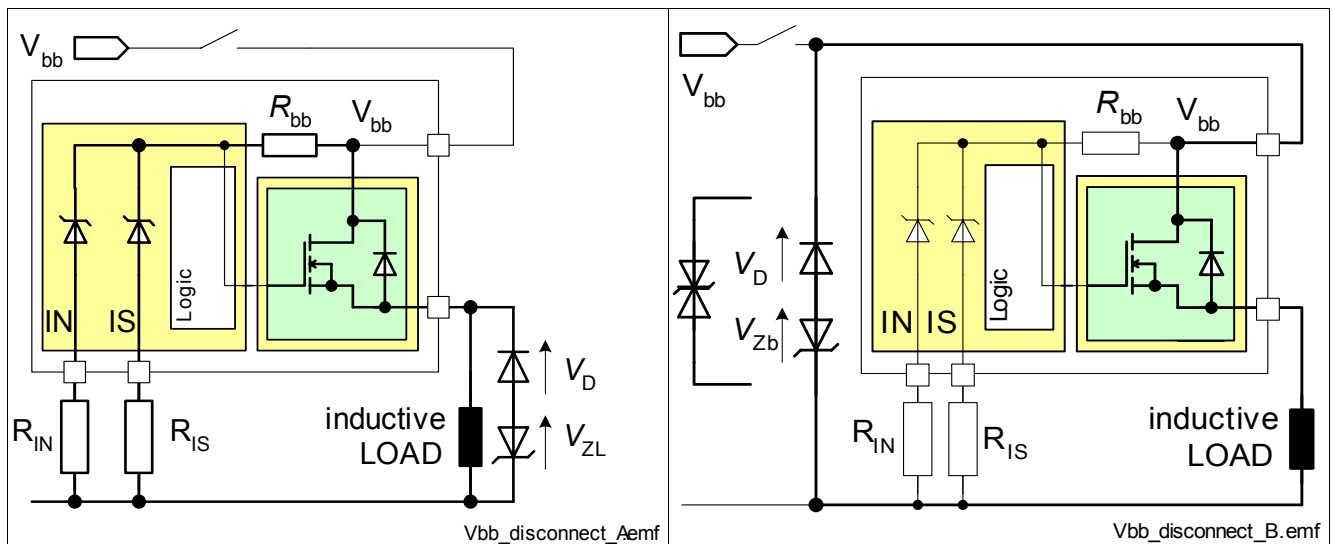 Vbb
Rbb
Vbb
Logic
IN
IS
VD
VZL
RIN
RIS
inductive
LOAD
Vbb_disconnect_Aemf
Vbb
Rbb
Vbb
Logic
IN
IS
VD
VZb
RIN
RIS
inductive
LOAD
Vbb_disconnect_B.emf